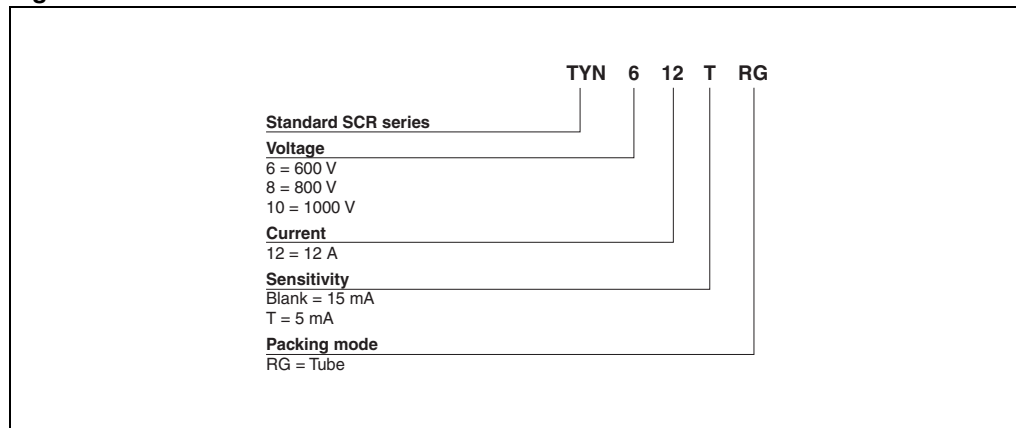 TYN 6 12 T RG
Standard SCR series
Voltage
6 = 600 V
8 = 800 V
10 = 1000 V
Current
12 = 12 A
Sensitivity
Blank = 15 mA
T = 5 mA
Packing mode
RG = Tube